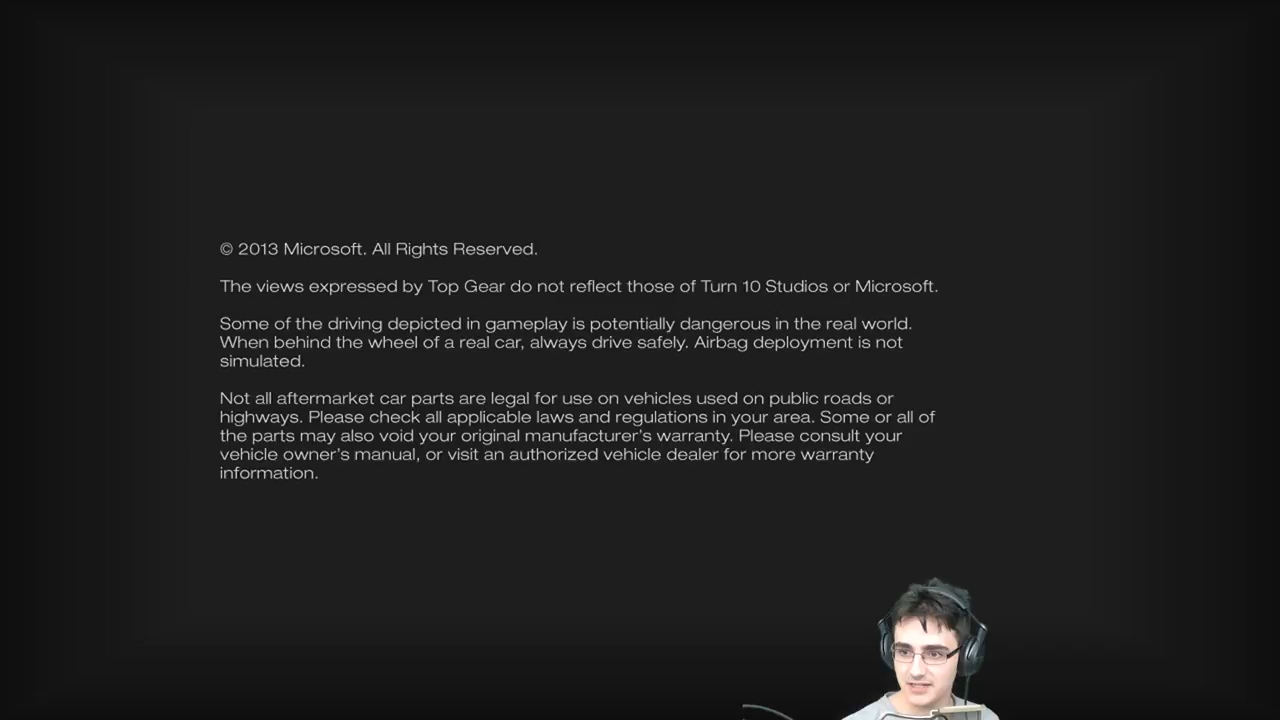 © 2013 Microsoft. All Rights Reserved.
The views expressed by Top Gear do not reflect those of Turn 10 Studios or Microsoft.
Some of the driving depicted in gameplay is potentially dangerous in the real world.
When behind the wheel of a real car, always drive safely. Airbag deployment is not
simulated.
Not all aftermarket car parts are legal for use on vehicles used on public roads or
highways. Please check all applicable laws and regulations in your area. Some or all of
the parts may also void your original manufacturer's warranty. Please consult your
vehicle owner's manual, or visit an authorized vehicle dealer for more warranty
information.